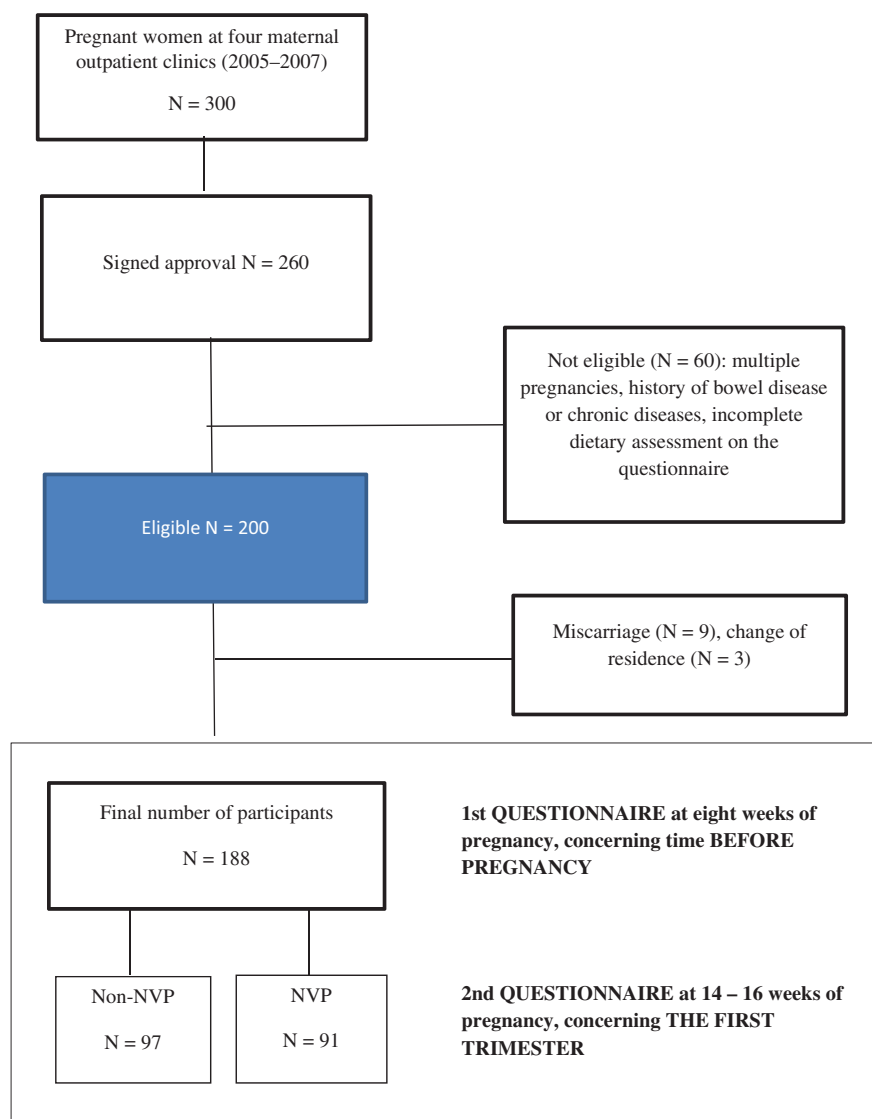 Pregnant women at four maternal
outpatient clinics (2005–2007)
N = 300
Signed approval N = 260
Not eligible (N = 60): multiple
pregnancies, history of bowel disease
or chronic diseases, incomplete
dietary assessment on the
questionnaire
Eligible N = 200
Miscarriage (N = 9), change of
residence (N = 3)
Final number of participants
N = 188
1st QUESTIONNAIRE at eight weeks of
pregnancy, concerning time BEFORE
PREGNANCY
Non-NVP
N = 97
NVP
N = 91
2nd QUESTIONNAIRE at 14 – 16 weeks of
pregnancy, concerning THE FIRST
TRIMESTER